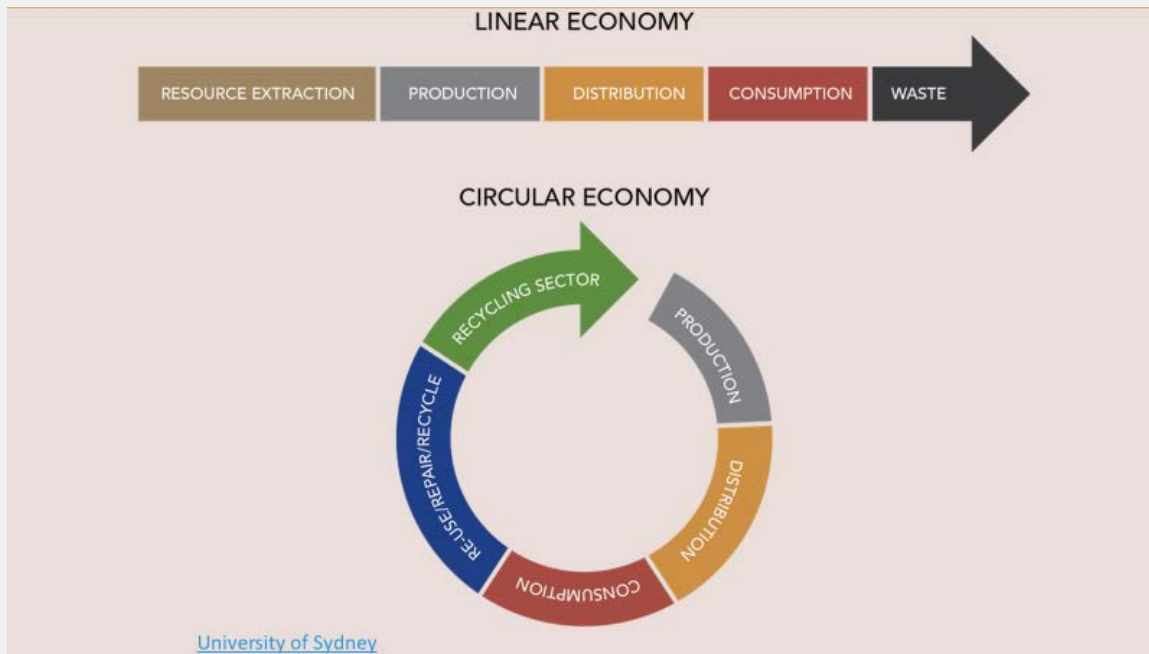 LINEAR ECONOMY
RESOURCE EXTRACTION
PRODUCTION
DISTRIBUTION
CONSUMPTION
WASTE
CIRCULAR ECONOMY
RECYCLING SECTOR
PRODUCTION
DISTRIBUTION
CONSUMPTION
RE-USE/REPAIR/RECYCLE
University of Sydney